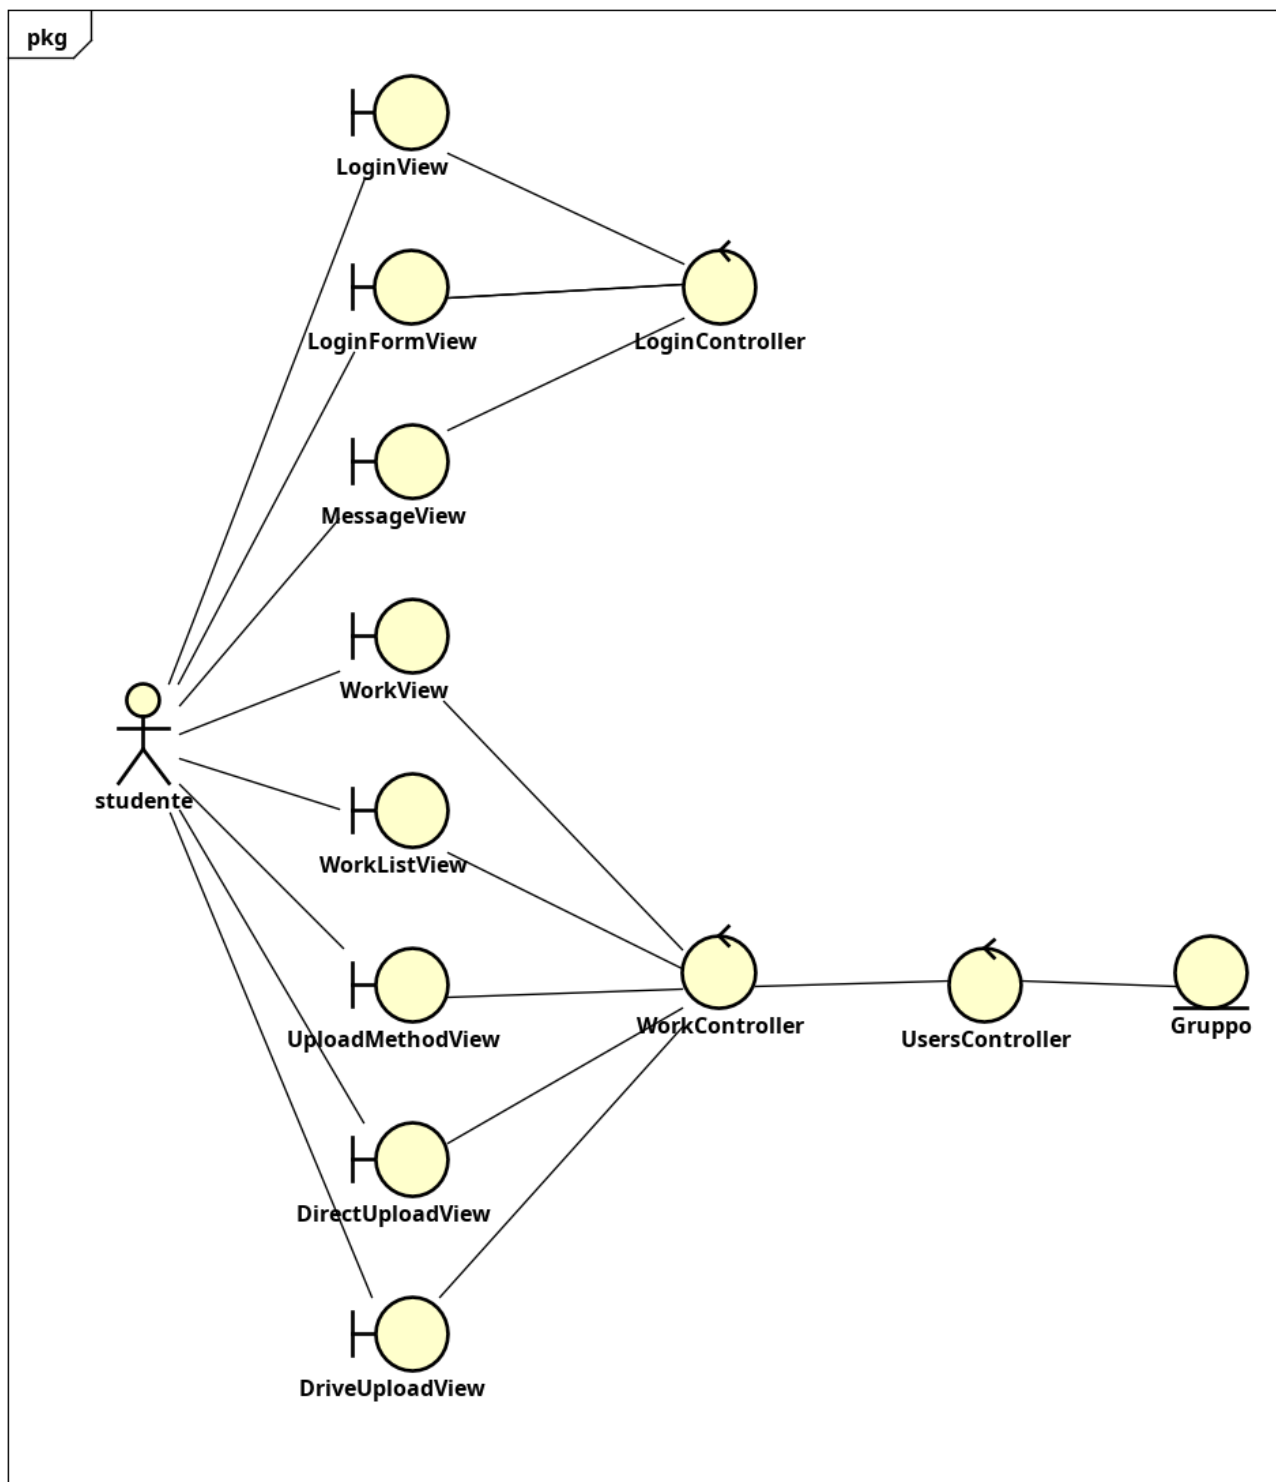 pkg
LoginView
LoginFormView
LoginController
MessageView
WorkView
studente
WorkListView
UploadMethodView
WorkController
UsersController
Gruppo
DirectUploadView
DriveUploadView